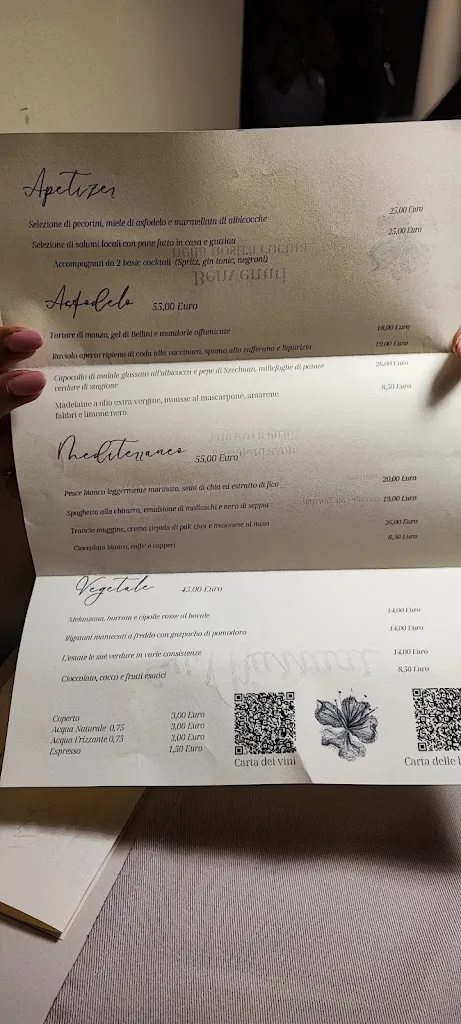 Apetizer
Selezione di pecorini, miele di asfodelo e marmellata di albicocche 25,00 Euro
Selezione di salumi locali con pane fatto in casa e guttiau 25,00 Euro
Accompagnati da 2 basic cocktail (Spritz, gin tonic, negroni)
Benvenuti
Asfodelo 55,00 Euro
Tartare di manzo, gel di fiellini e mandorle affumicate 18,00 Euro
Raviolo aperto ripieno di coda alla vaccinara, spuma allo zafferano e liquirizia 19,00 Euro
Capocollo di maiale glassato all'albicocca e pepe di Szechuan, millefoglie di patate 26,00 Euro
verdure di stagione
Madelaine a olio extra vergine, mousse al mascarpone, amarene 8,50 Euro
fabbri e limone nero
Mediterraneo 55,00 Euro
Pesce bianco leggermente marinato, semi di chia ed estratto di fico 20,00 Euro
Spaghetto alla chitarra, emulsione di molluschi e nero di seppia 19,00 Euro
Trancio muggine, crema tiepida di pak choi e maionese al miso 26,00 Euro
Cioccolato bianco, caffe' e capperi 8,50 Euro
Vegetale 45,00 Euro
Melanzana, burrata e cipolle rosse al bovale 14,00 Euro
Rigatoni mantecati a freddo con gazpacho di pomodoro 14,00 Euro
L'estate le sue verdure in varie consistenze 14,00 Euro
Cioccolato, cocco e frutti esotici 8,50 Euro
Coperto 3,00 Euro
Acqua Naturale 0,75 3,00 Euro
Acqua Frizzante 0,75 3,00 Euro
Espresso 1,50 Euro
Carta dei vini
Carta delle